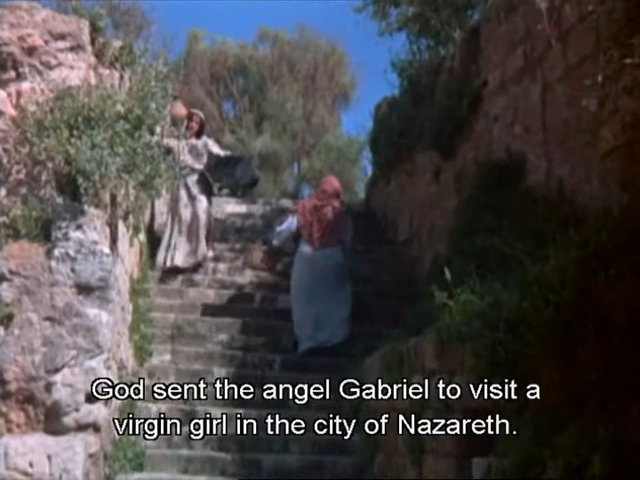 God sent the angel Gabriel to visit a
virgin girl in the city of Nazareth.